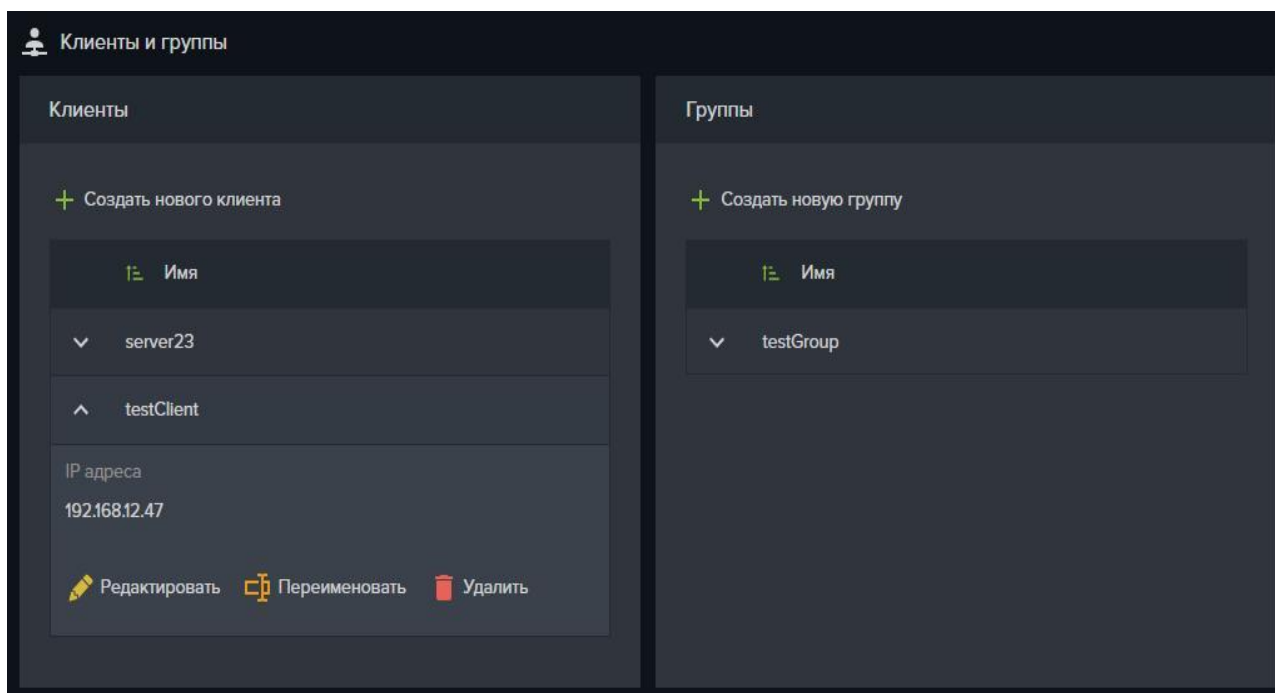 Клиенты и группы
Клиенты
Создать нового клиента
Имя
server23
testClient
IP адреса
192.168.12.47
Редактировать Переименовать Удалить
Группы
Создать новую группу
Имя
testGroup